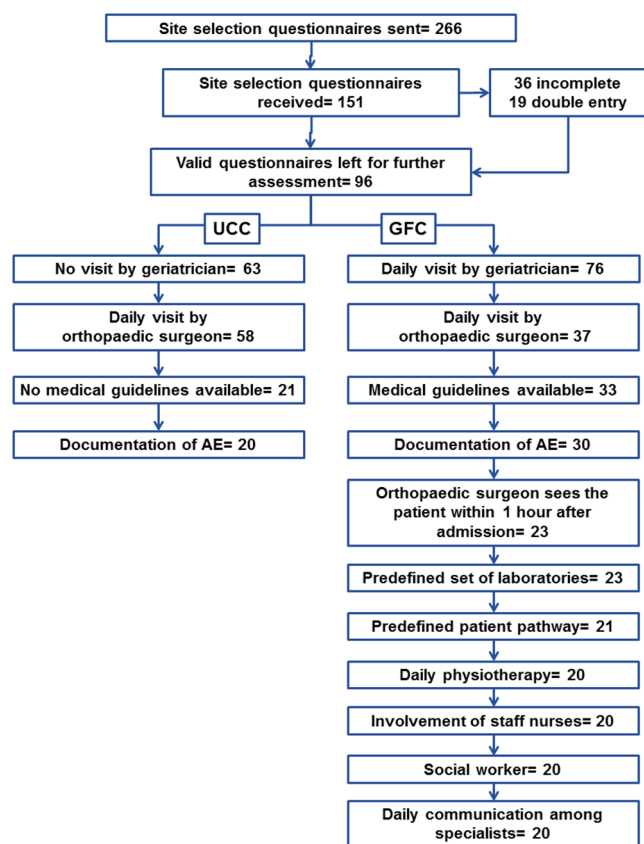 Site selection questionnaires sent= 266
Site selection questionnaires
received= 151
36 incomplete
19 double entry
Valid questionnaires left for further
assessment= 96
UCC
GFC
No visit by geriatrician= 63
Daily visit by
orthopaedic surgeon= 58
No medical guidelines available= 21
Documentation of AE= 20
Daily visit by geriatrician= 76
Daily visit by
orthopaedic surgeon= 37
Medical guidelines available= 33
Documentation of AE= 30
Orthopaedic surgeon sees the
patient within 1 hour after
admission= 23
Predefined set of laboratories= 23
Predefined patient pathway= 21
Daily physiotherapy= 20
Involvement of staff nurses= 20
Social worker= 20
Daily communication among
specialists= 20